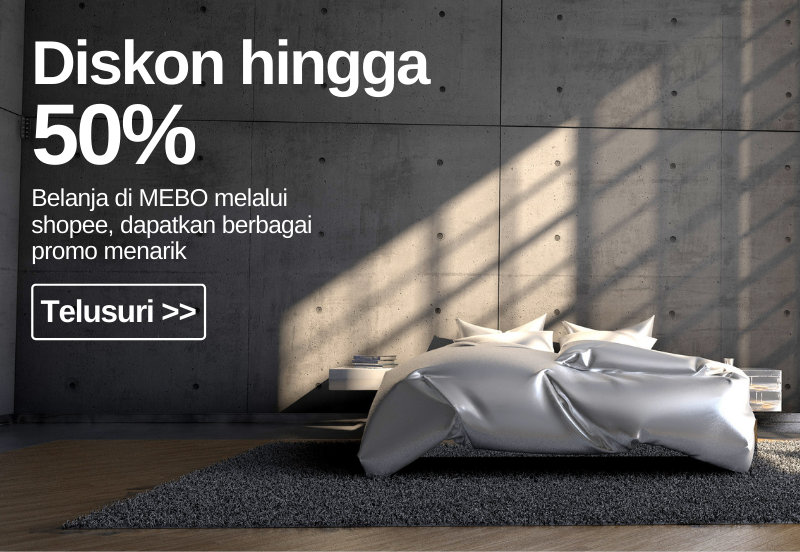 Diskon hingga
50%
Belanja di MEBO melalui
shopee, dapatkan berbagai
promo menarik
Telusuri >>